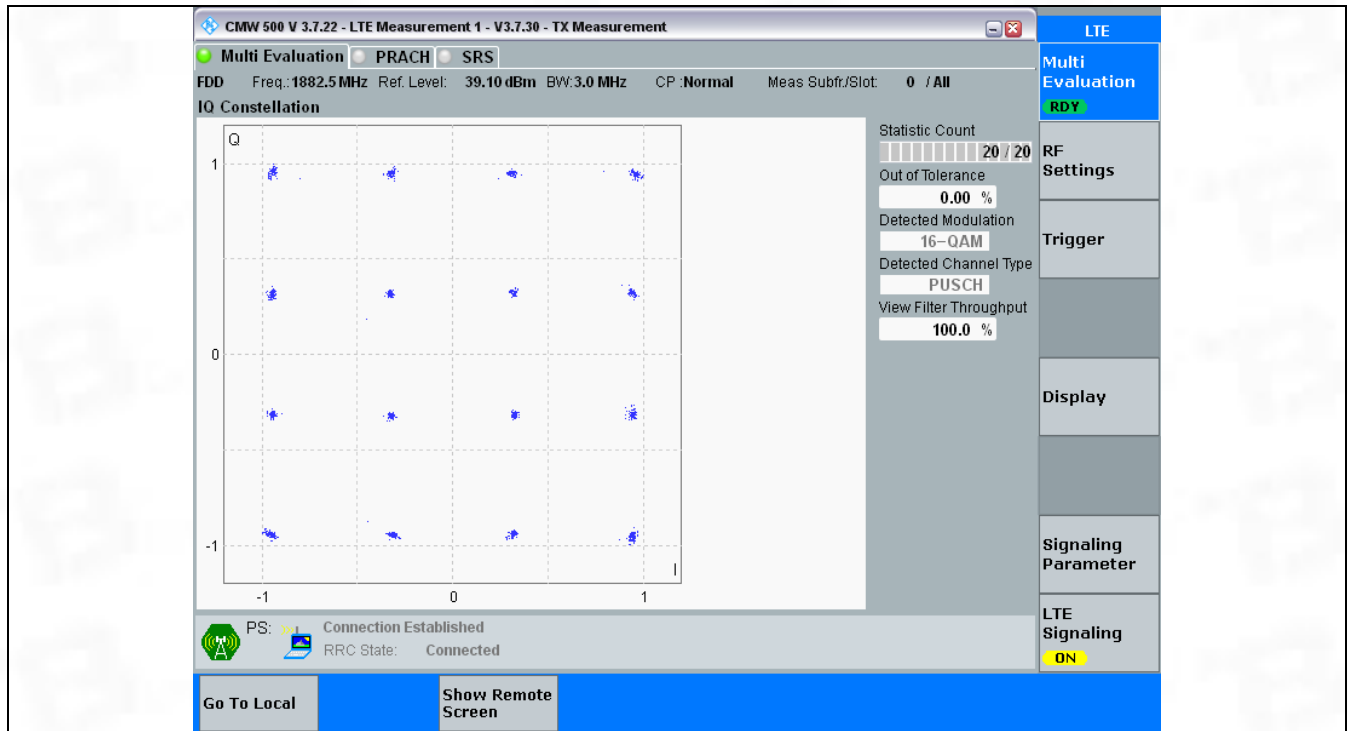 CMW 500 V 3.7.22 - LTE Measurement 1 - V3.7.30 - TX Measurement
LTE
Multi Evaluation PRACH SRS
FDD Freq.: 1882.5 MHz Ref. Level: 39.10 dBm BW: 3.0 MHz CP : Normal Meas Subfr./Slot: 0 / All
IQ Constellation
Q
1
0
-1
I
-1 0 1
Statistic Count
20 / 20
Out of Tolerance
0.00 %
Detected Modulation
16-QAM
Detected Channel Type
PUSCH
View Filter Throughput
100.0 %
Multi
Evaluation
RDY
RF
Settings
Trigger
Display
Signaling
Parameter
LTE
Signaling
ON
PS: Connection Established
RRC State: Connected
Go To Local
Show Remote
Screen